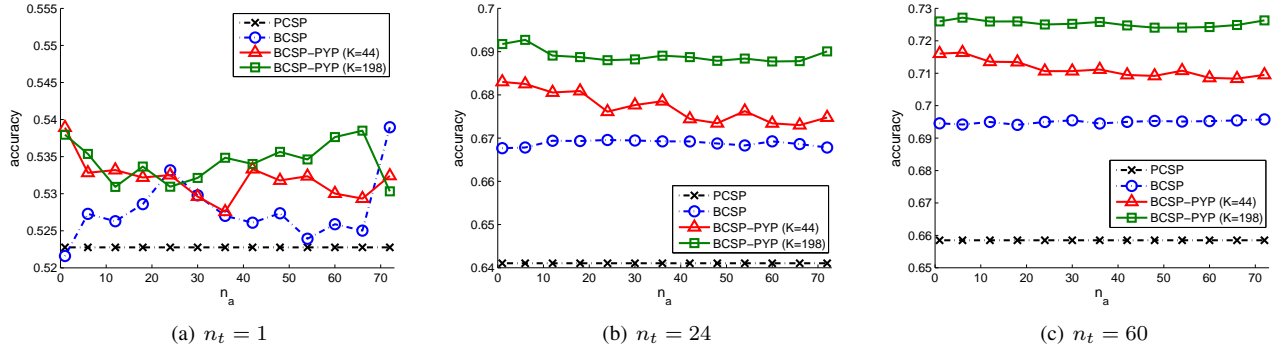 0.555
0.55
0.545
0.54
0.535
0.53
0.525
0.52
accuracy
PCSP
BCSP
BCSP−PYP (K=44)
BCSP−PYP (K=198)
0 10 20 30 40 50 60 70
n_a
(a) n_t = 1
0.7
0.69
0.68
0.67
0.66
0.65
0.64
accuracy
PCSP
BCSP
BCSP−PYP (K=44)
BCSP−PYP (K=198)
0 10 20 30 40 50 60 70
n_a
(b) n_t = 24
0.73
0.72
0.71
0.7
0.69
0.68
0.67
0.66
0.65
accuracy
PCSP
BCSP
BCSP−PYP (K=44)
BCSP−PYP (K=198)
0 10 20 30 40 50 60 70
n_a
(c) n_t = 60